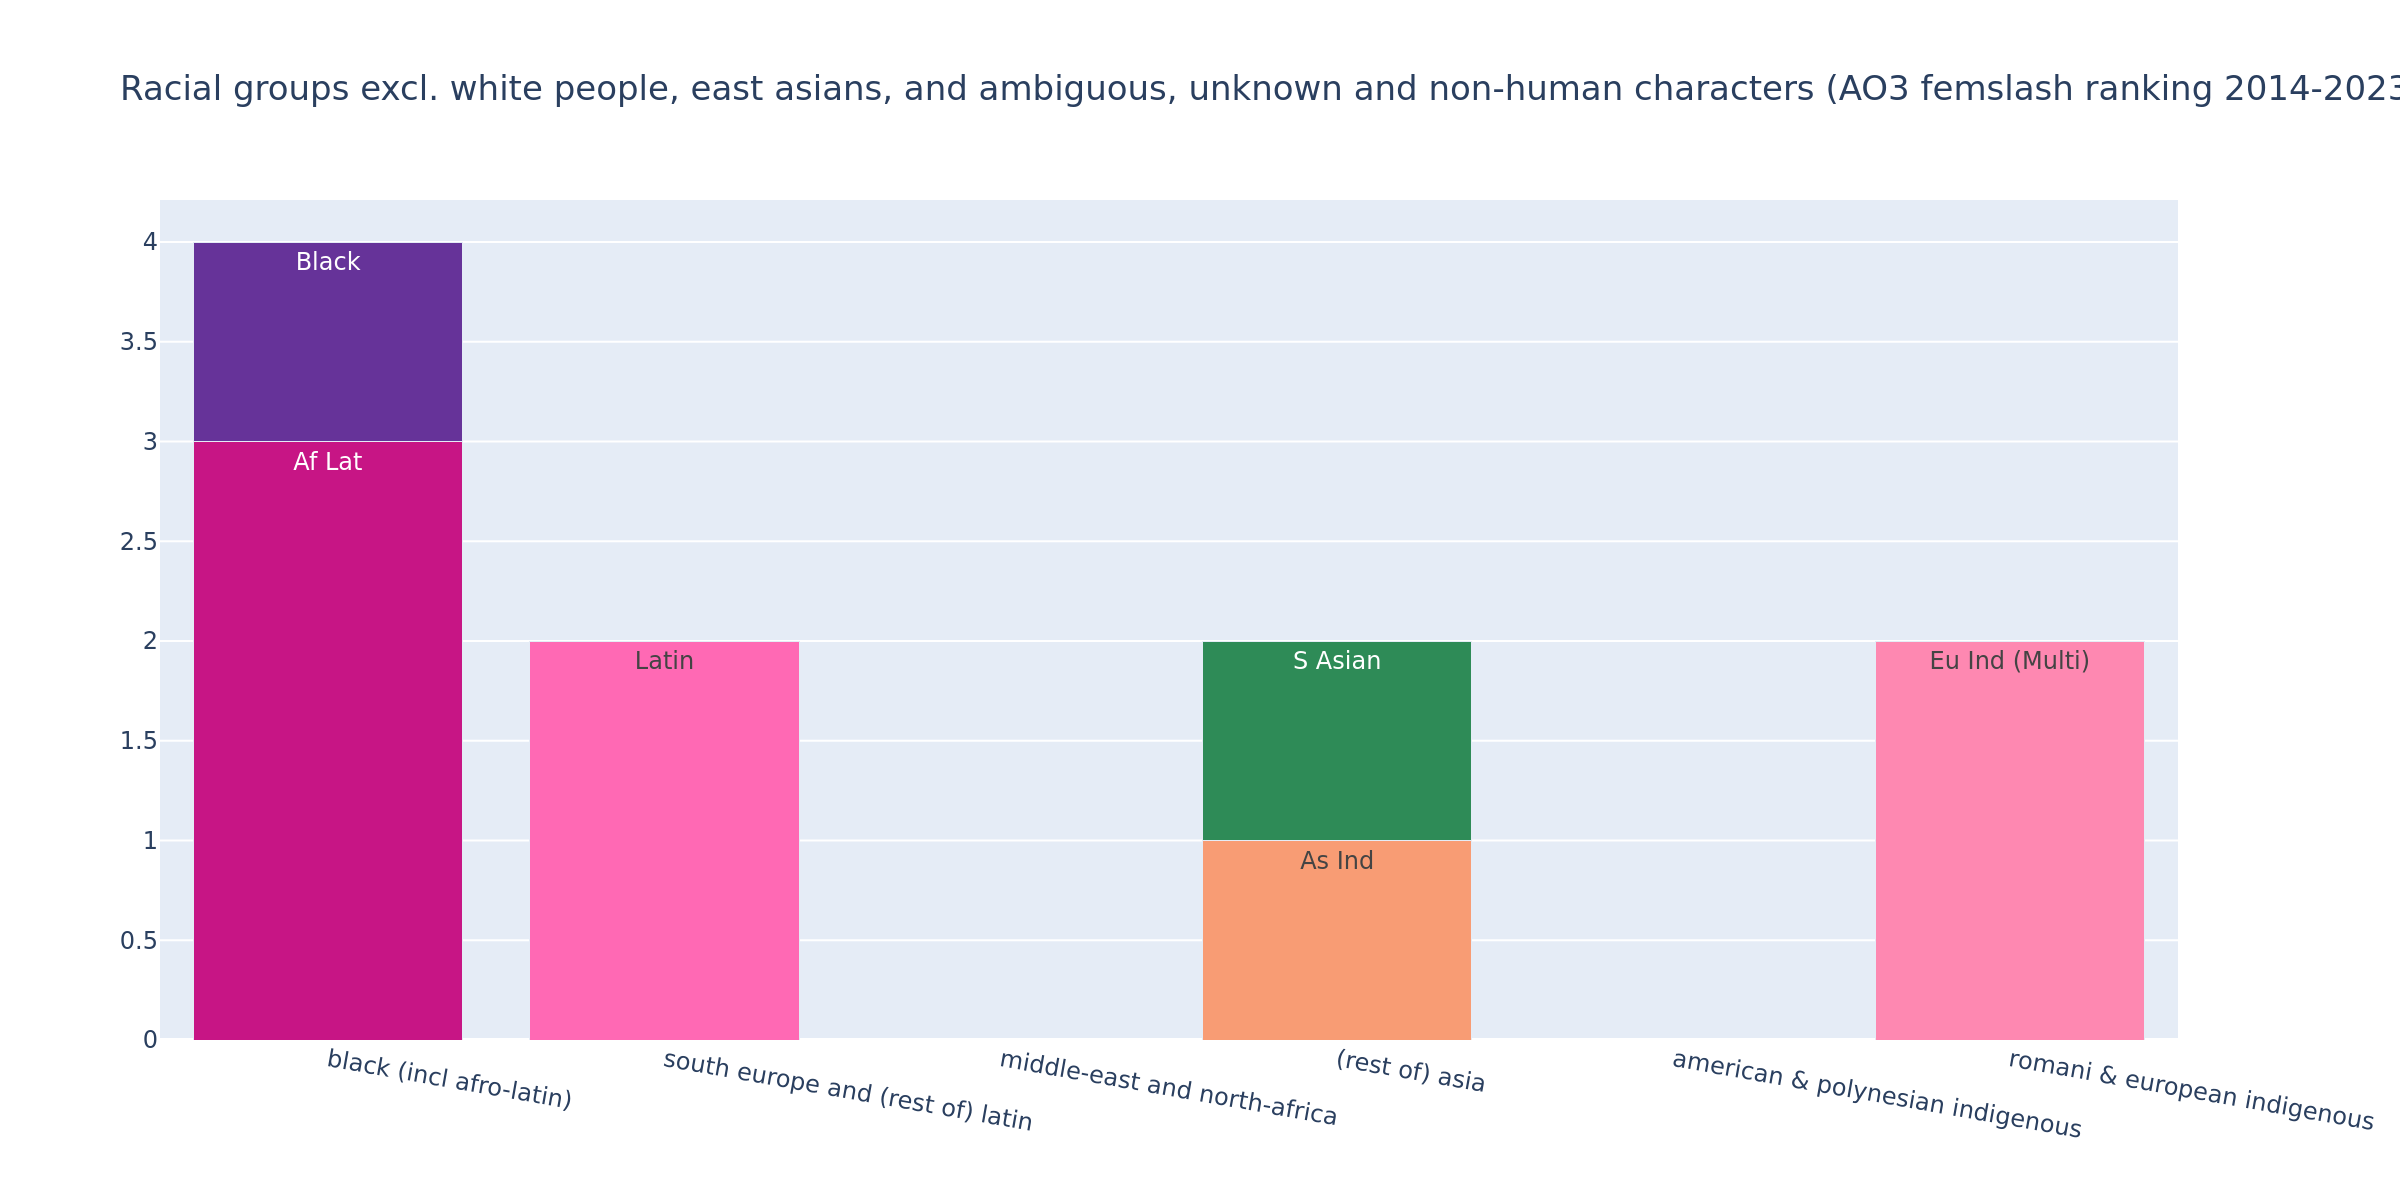 Racial groups excl. white people, east asians, and ambiguous, unknown and non-human characters (AO3 femslash ranking 2014-2023
4
3.5
3
2.5
2
1.5
1
0.5
0
Black
Af Lat
Latin
S Asian
As Ind
Eu Ind (Multi)
black (incl afro-latin)
south europe and (rest of) latin
middle-east and north-africa
(rest of) asia
american & polynesian indigenous
romani & european indigenous